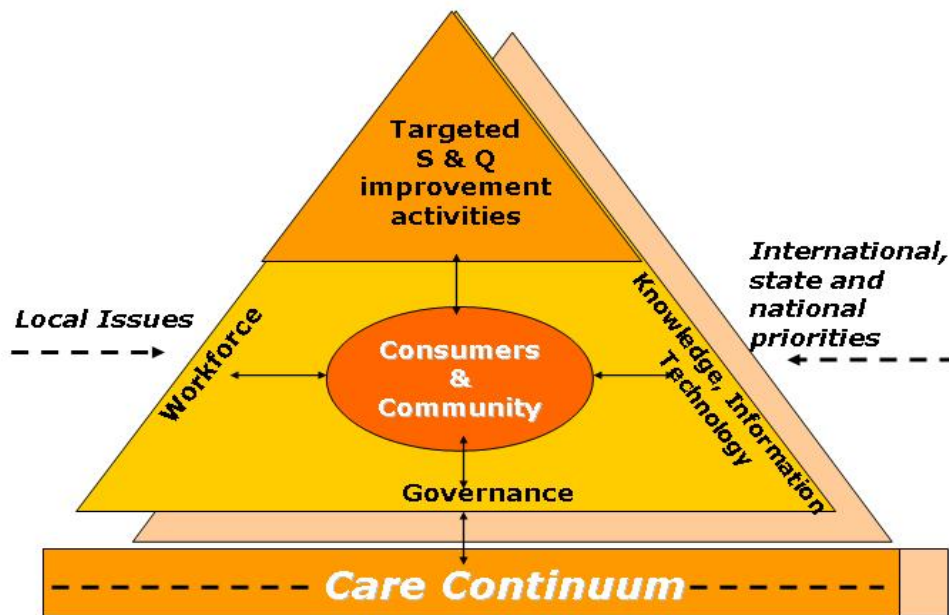 Targeted
S & Q
improvement
activities
International,
state and
national
priorities
Local Issues
Workforce
Consumers
&
Community
Knowledge, Information
Technology
Governance
Care Continuum